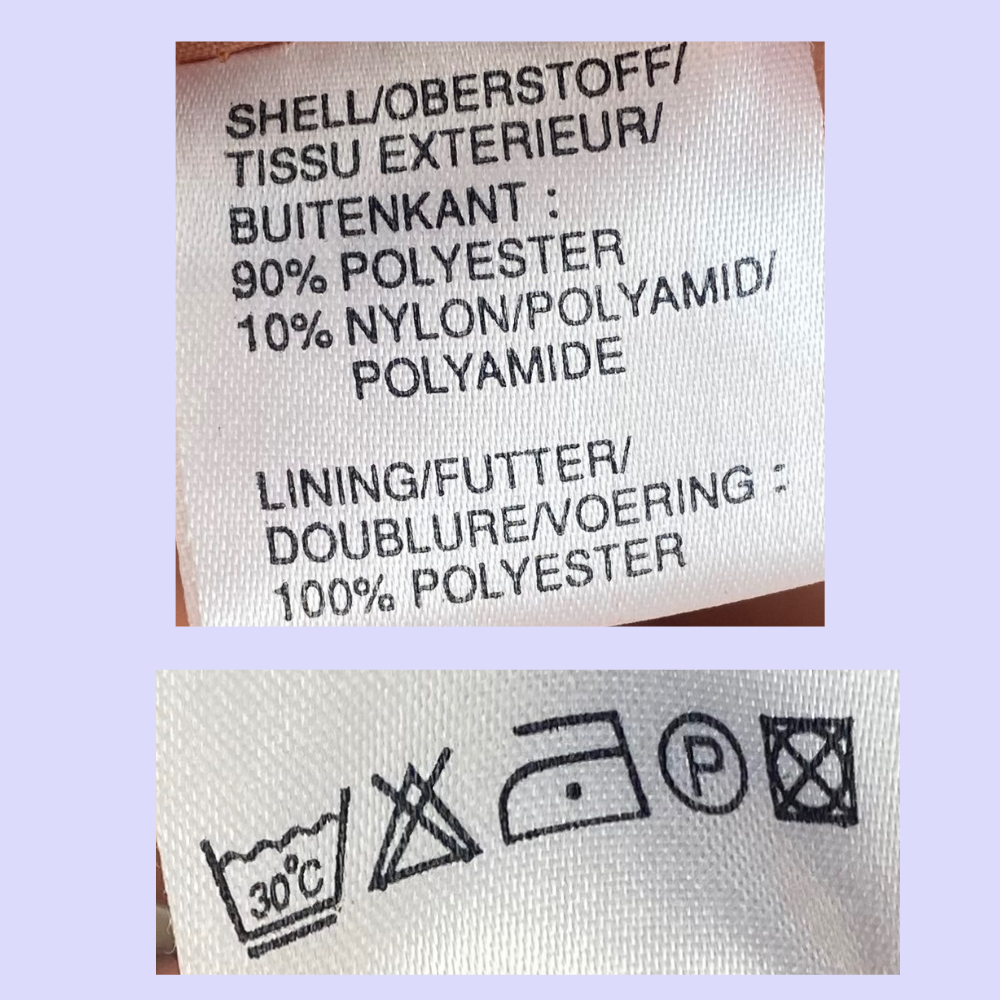 SHELL/OBERSTOFF/
TISSU EXTERIEUR/
BUITENKANT :
90% POLYESTER
10% NYLON/POLYAMID/
POLYAMIDE
LINING/FUTTER/
DOUBLURE/VOERING :
100% POLYESTER
30°C
P